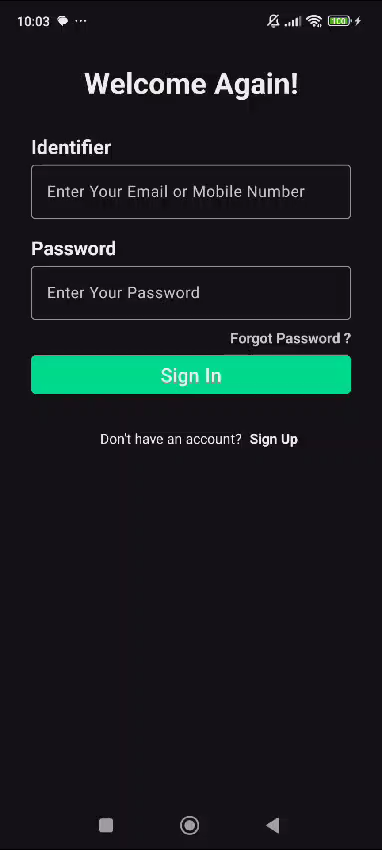 10:03
100
Welcome Again!
Identifier
Enter Your Email or Mobile Number
Password
Enter Your Password
Forgot Password ?
Sign In
Don't have an account? Sign Up